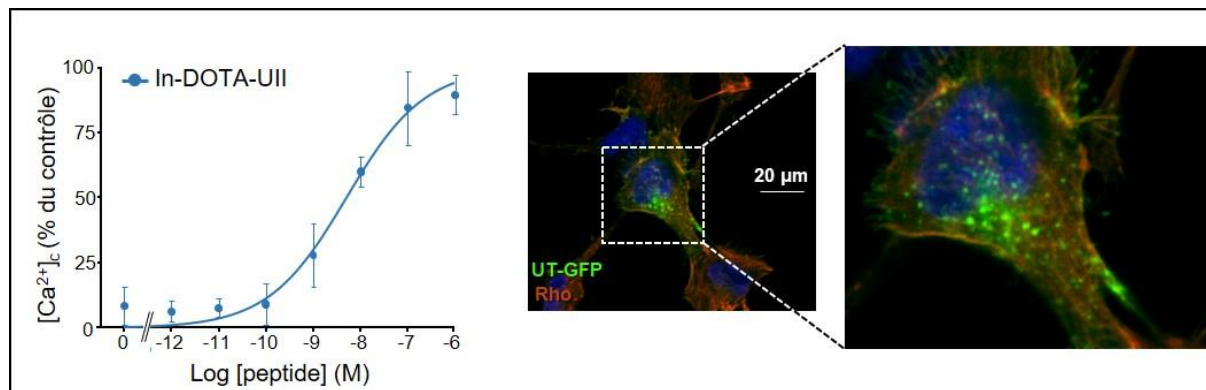 100
In-DOTA-UII
75
50
25
0
[Ca²⁺]c (% du contrôle)
0 -12 -11 -10 -9 -8 -7 -6
Log [peptide] (M)
20 µm
UT-GFP
Rho.